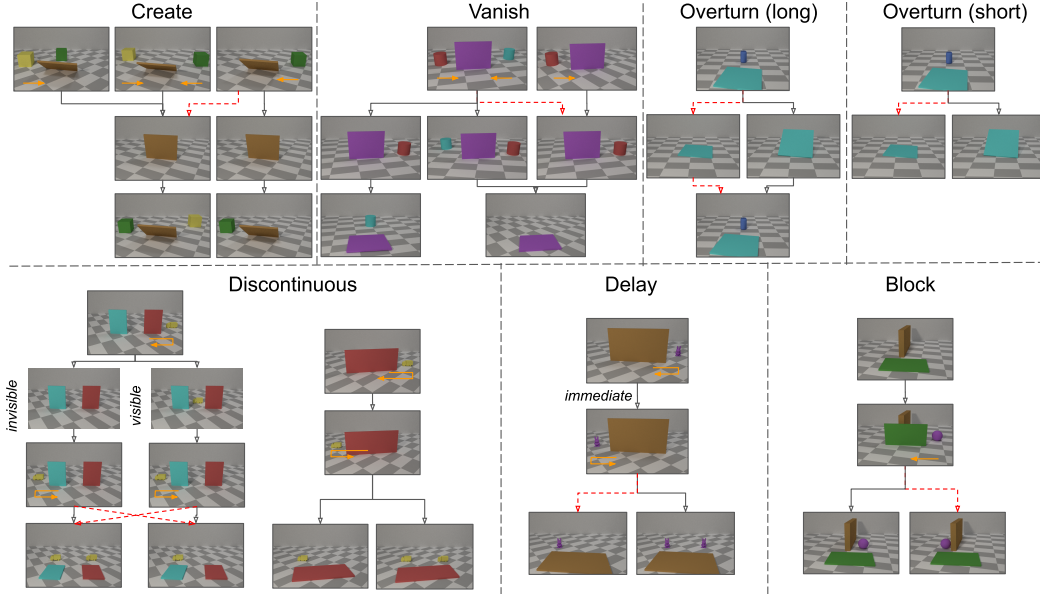 Create
Vanish
Overturn (long)
Overturn (short)
Discontinuous
Delay
Block
invisible
visible
immediate